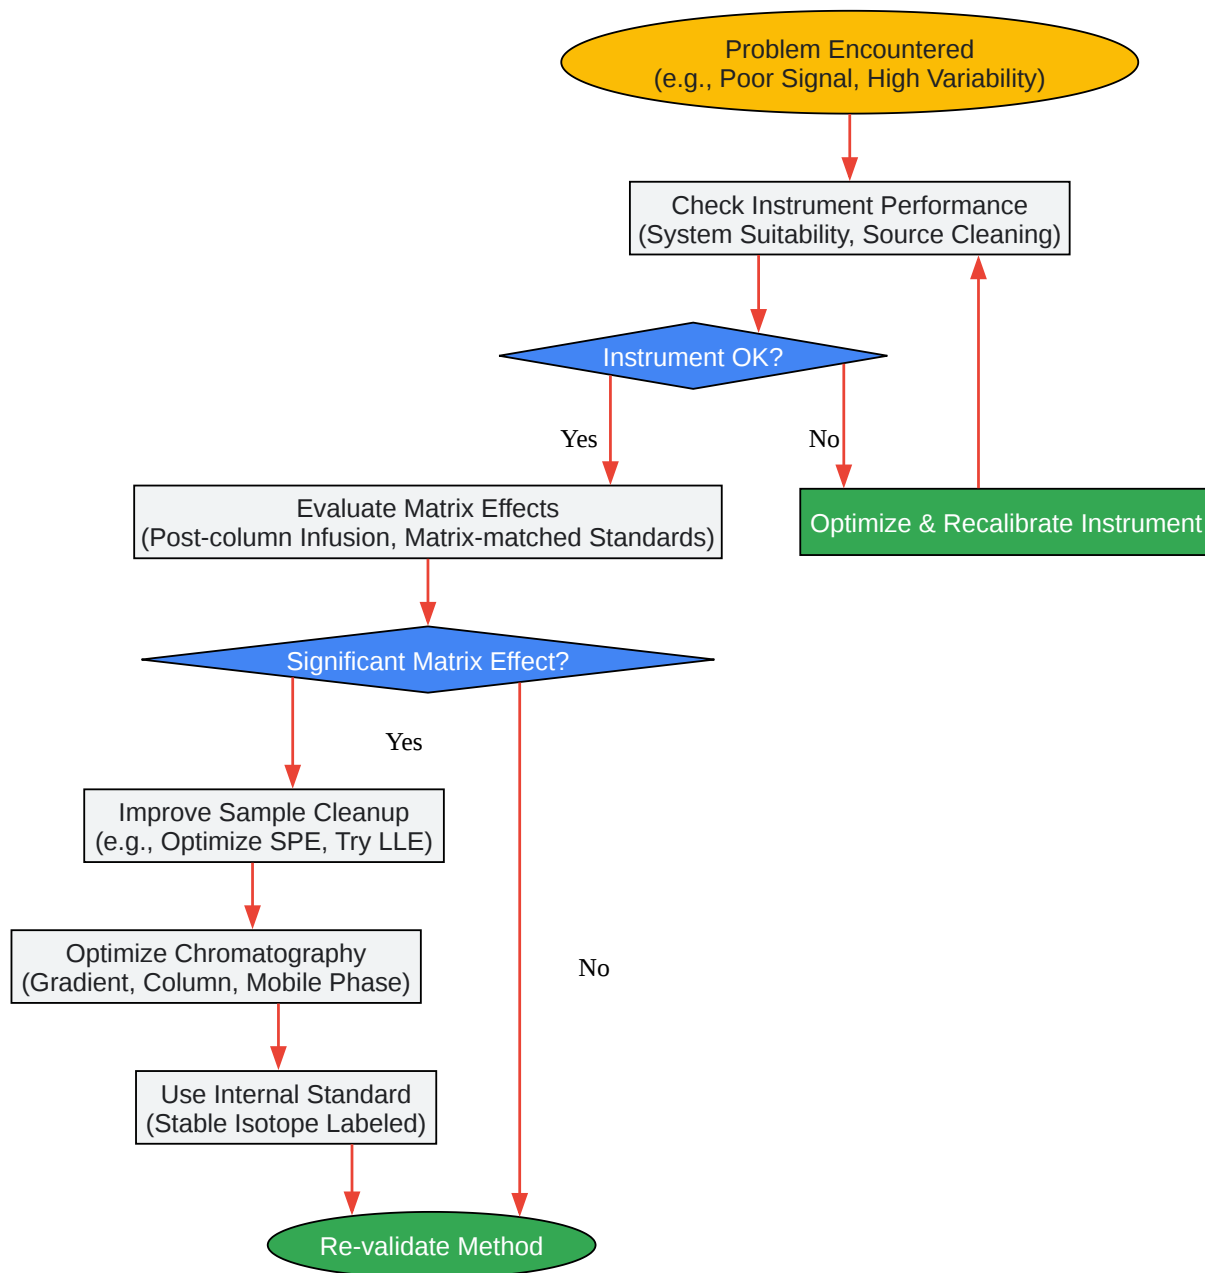 Problem Encountered
(e.g., Poor Signal, High Variability)
Check Instrument Performance
(System Suitability, Source Cleaning)
Instrument OK?
Yes
No
Evaluate Matrix Effects
(Post-column Infusion, Matrix-matched Standards)
Optimize & Recalibrate Instrument
Significant Matrix Effect?
Yes
Improve Sample Cleanup
(e.g., Optimize SPE, Try LLE)
Optimize Chromatography
(Gradient, Column, Mobile Phase)
No
Use Internal Standard
(Stable Isotope Labeled)
Re-validate Method